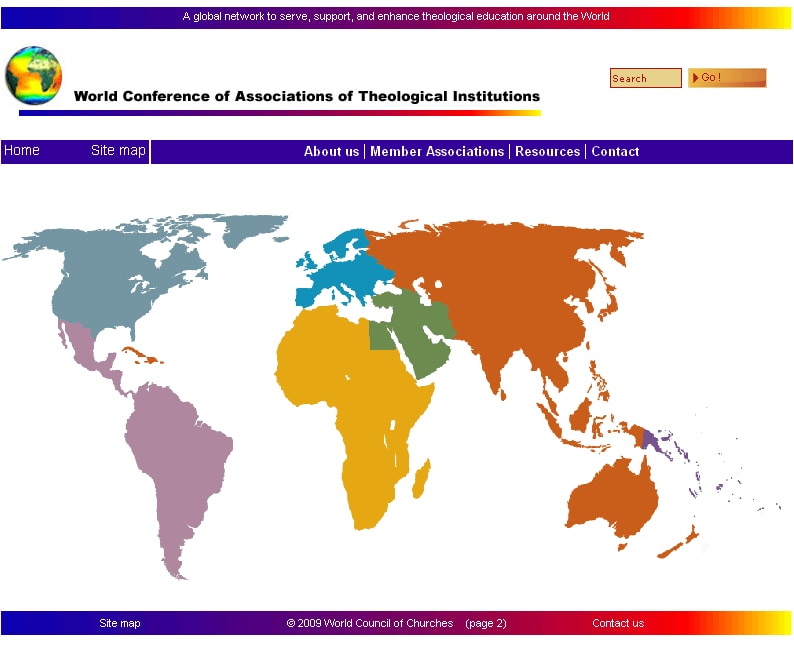 A global network to serve, support, and enhance theological education around the World
Search
Go !
World Conference of Associations of Theological Institutions
Home Site map About us | Member Associations | Resources | Contact
Site map © 2009 World Council of Churches (page 2) Contact us